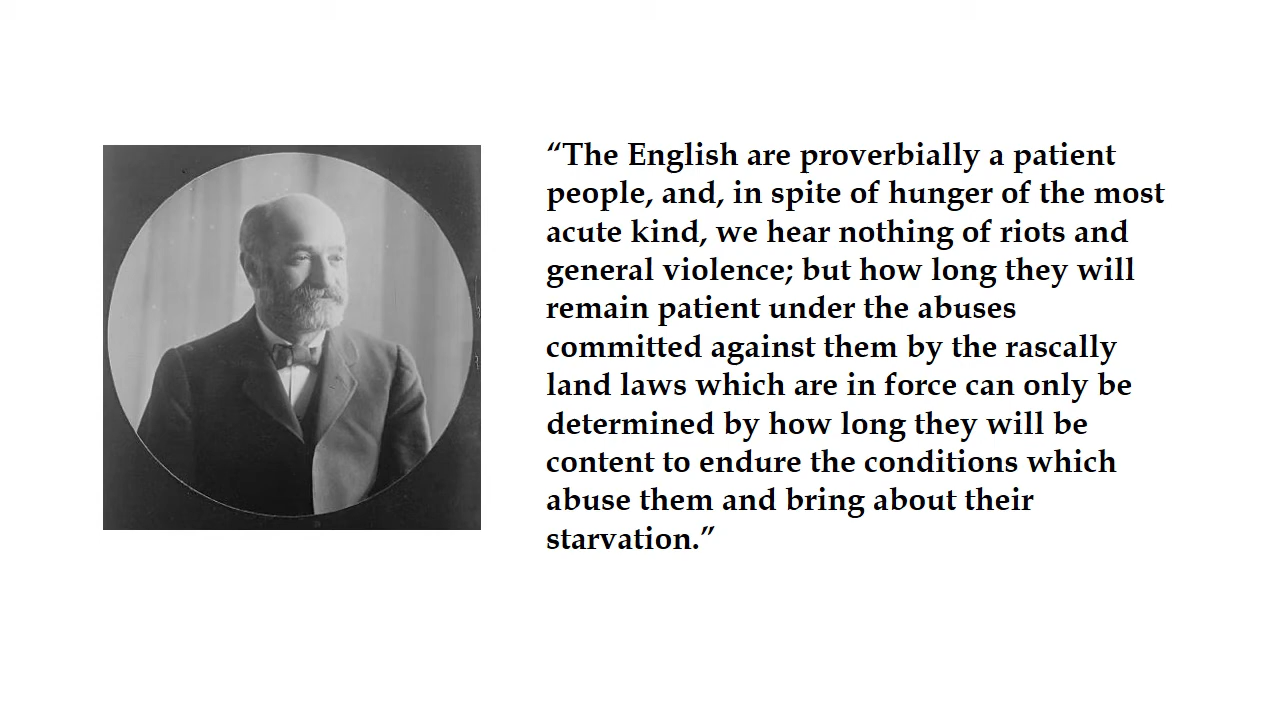 “The English are proverbially a patient
people, and, in spite of hunger of the most
acute kind, we hear nothing of riots and
general violence; but how long they will
remain patient under the abuses
committed against them by the rascally
land laws which are in force can only be
determined by how long they will be
content to endure the conditions which
abuse them and bring about their
starvation.”